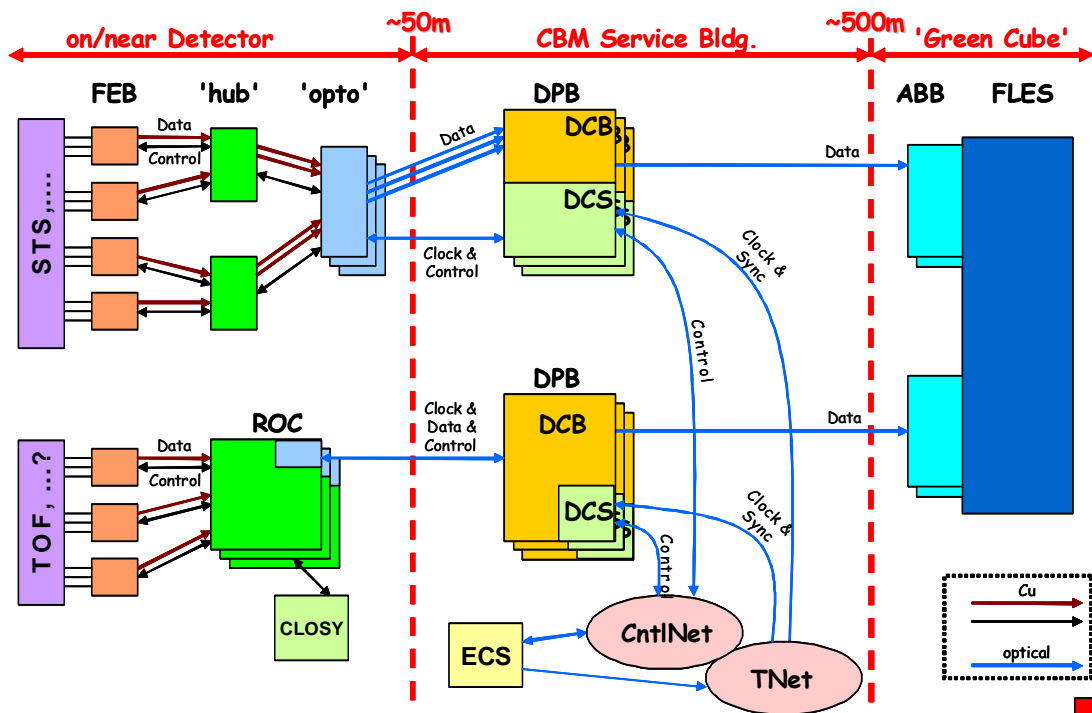 ~50m
~500m
on/near Detector
CBM Service Bldg.
'Green Cube'
FEB
'hub'
'opto'
DPB
ABB
FLES
STS,....
Data
Control
Data
DCB
DCS
Data
Clock &
Control
Clock &
Sync
Control
DPB
ROC
TOF, ...?
Data
Control
Clock &
Data &
Control
DCB
DCS
Data
Clock &
Sync
Control
CLOSY
ECS
CntlNet
TNet
Cu
optical